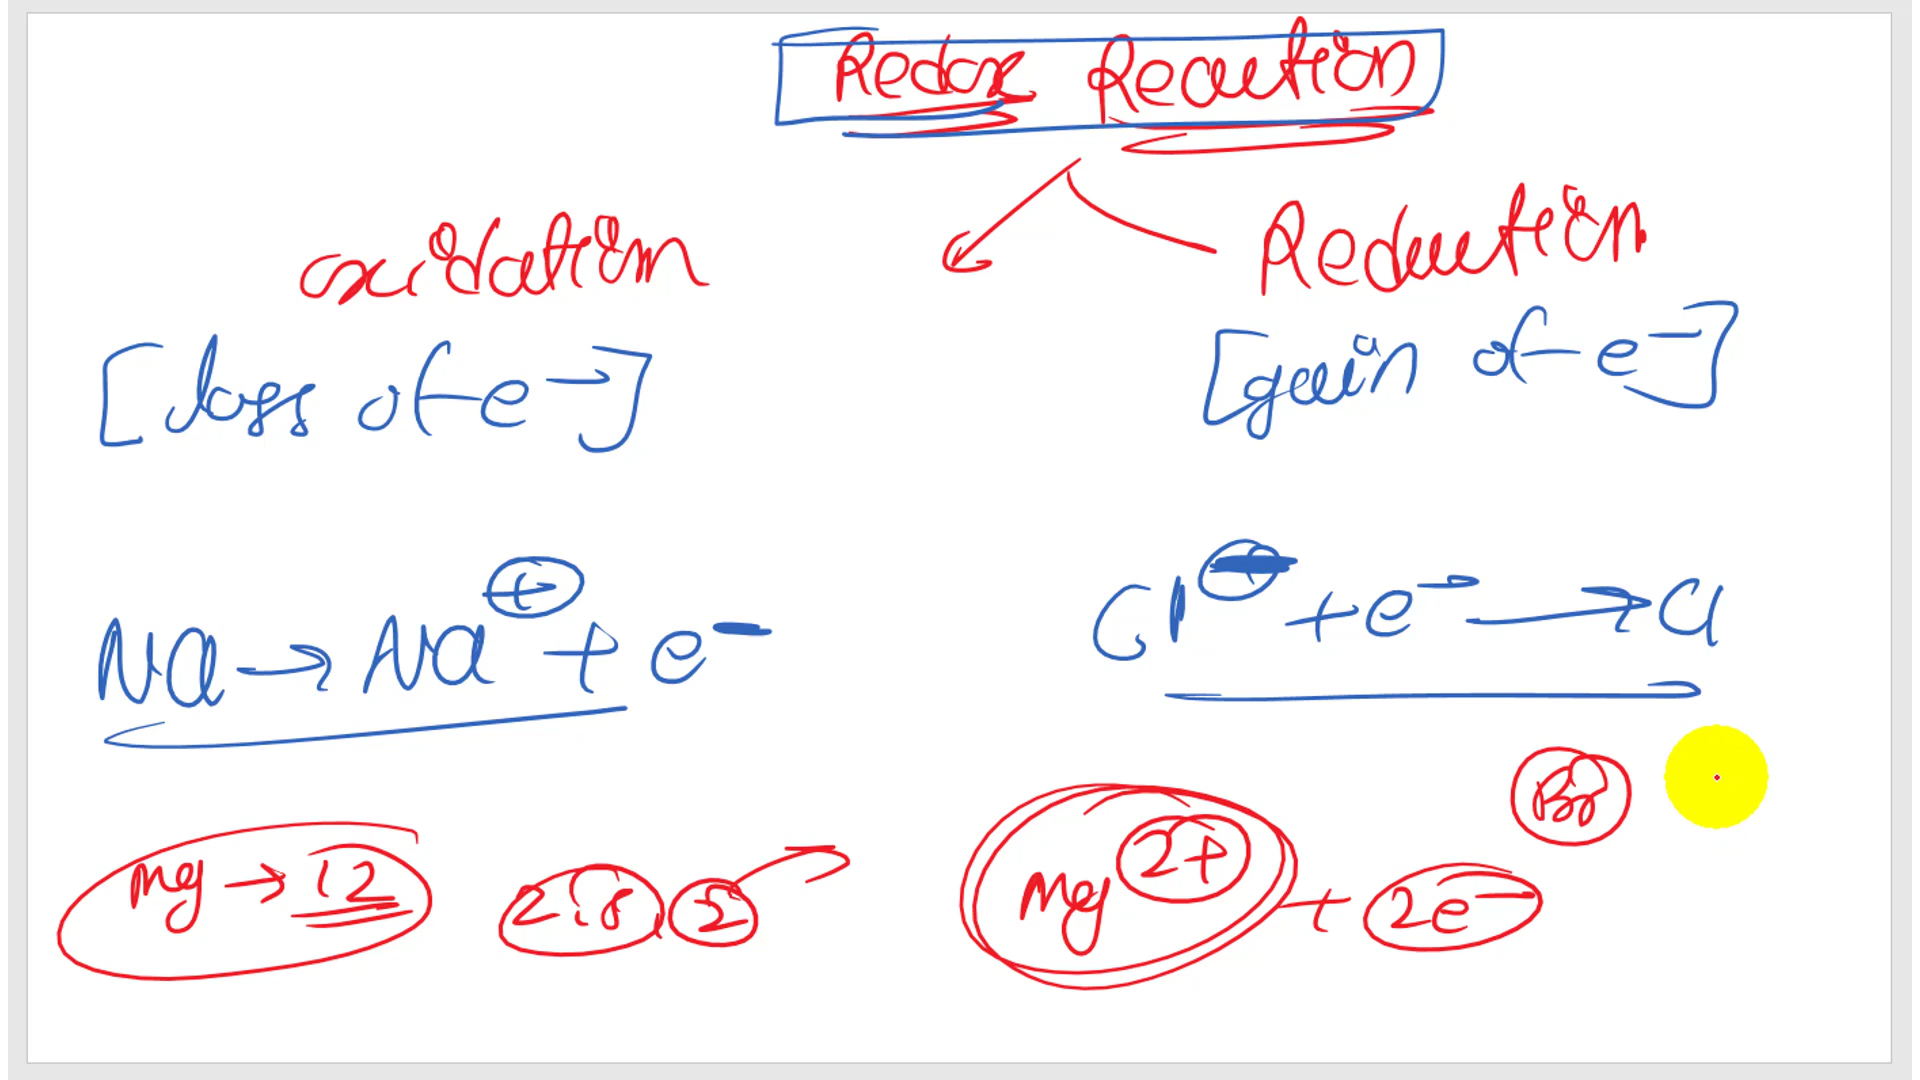 Redox Reaction
oxidation Reduction
[loss of e⁻] [gain of e⁻]
Na → Na⁺ + e⁻ Cl + e⁻ → Cl
Mg → 12 2,8,2 Mg²⁺ + 2e⁻ Br